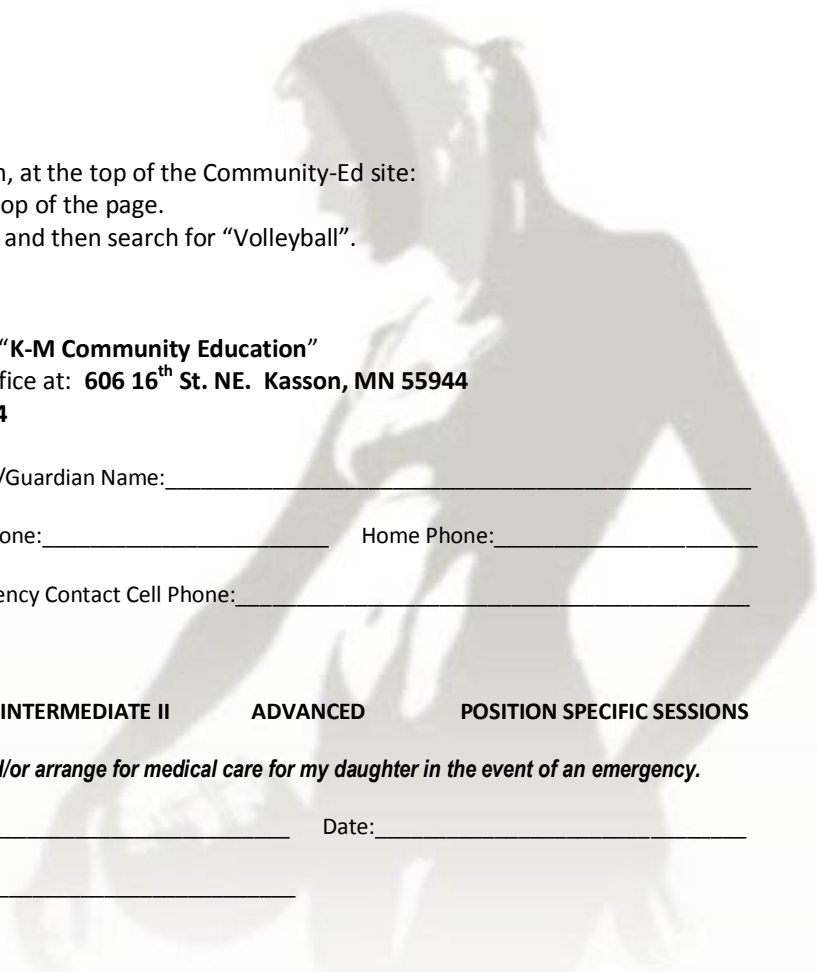 , at the top of the Community-Ed site:
op of the page.
and then search for “Volleyball”.
“K-M Community Education”
fice at: 606 16th St. NE. Kasson, MN 55944
4
/Guardian Name:
one: Home Phone:
ency Contact Cell Phone:
INTERMEDIATE II ADVANCED POSITION SPECIFIC SESSIONS
d/or arrange for medical care for my daughter in the event of an emergency.
Date: